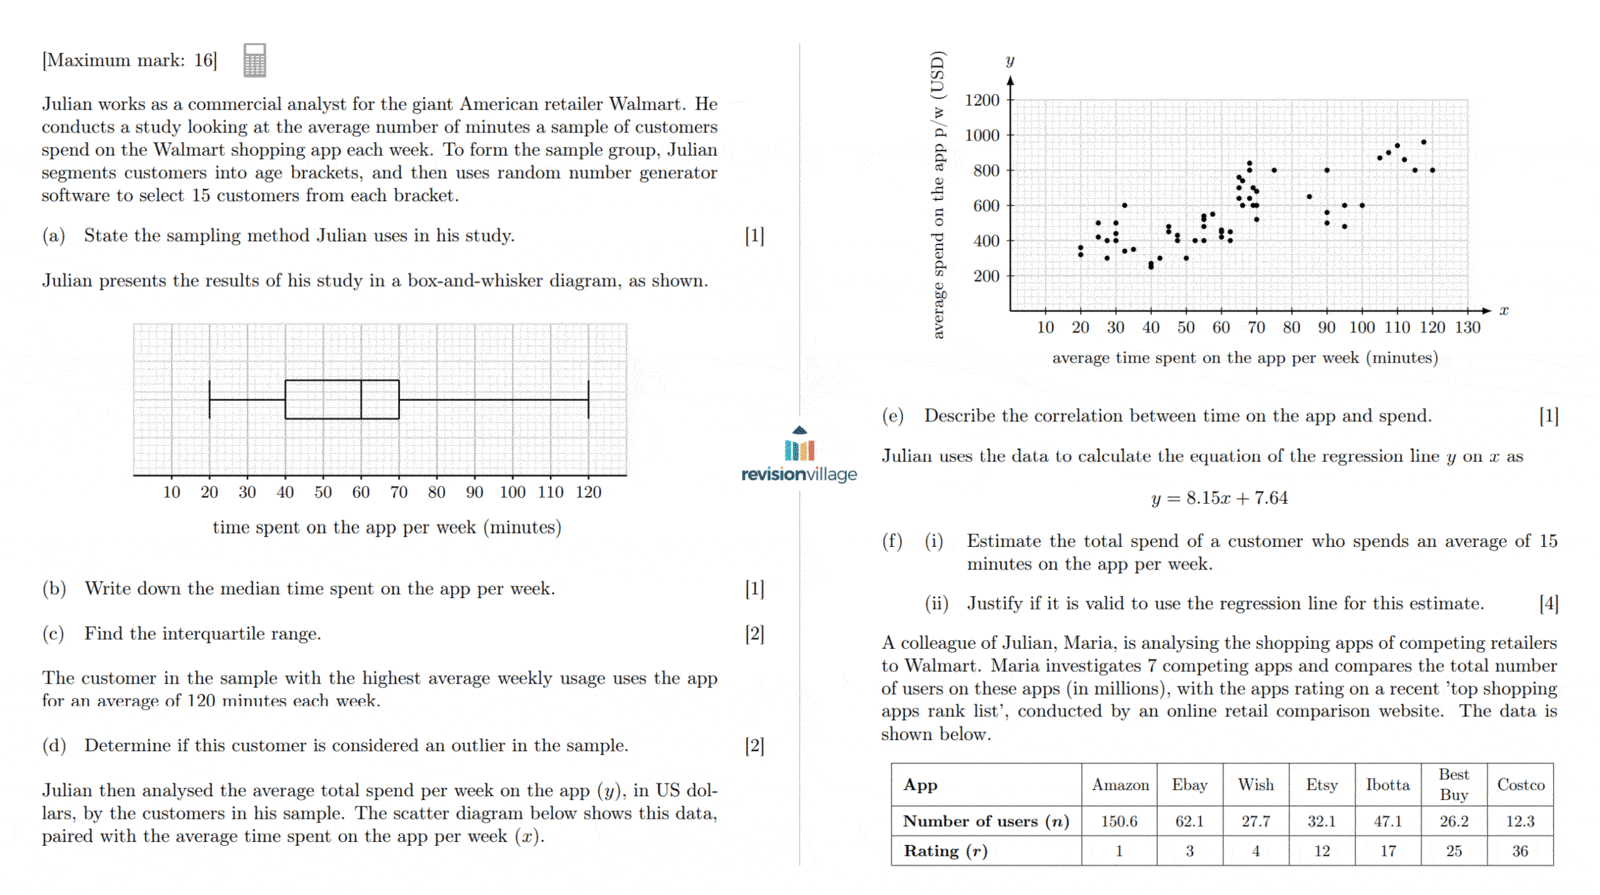 [Maximum mark: 16]
Julian works as a commercial analyst for the giant American retailer Walmart. He
conducts a study looking at the average number of minutes a sample of customers
spend on the Walmart shopping app each week. To form the sample group, Julian
segments customers into age brackets, and then uses random number generator
software to select 15 customers from each bracket.
(a) State the sampling method Julian uses in his study. [1]
Julian presents the results of his study in a box-and-whisker diagram, as shown.
10 20 30 40 50 60 70 80 90 100 110 120
time spent on the app per week (minutes)
(b) Write down the median time spent on the app per week. [1]
(c) Find the interquartile range. [2]
The customer in the sample with the highest average weekly usage uses the app
for an average of 120 minutes each week.
(d) Determine if this customer is considered an outlier in the sample. [2]
Julian then analysed the average total spend per week on the app (y), in US dol-
lars, by the customers in his sample. The scatter diagram below shows this data,
paired with the average time spent on the app per week (x).
revisionvillage
average spend on the app p/w (USD)
y
1200
1000
800
600
400
200
x
10 20 30 40 50 60 70 80 90 100 110 120 130
average time spent on the app per week (minutes)
(e) Describe the correlation between time on the app and spend. [1]
Julian uses the data to calculate the equation of the regression line y on x as
y = 8.15x + 7.64
(f) (i) Estimate the total spend of a customer who spends an average of 15
minutes on the app per week.
(ii) Justify if it is valid to use the regression line for this estimate. [4]
A colleague of Julian, Maria, is analysing the shopping apps of competing retailers
to Walmart. Maria investigates 7 competing apps and compares the total number
of users on these apps (in millions), with the apps rating on a recent 'top shopping
apps rank list', conducted by an online retail comparison website. The data is
shown below.
App Amazon Ebay Wish Etsy Ibotta Best Buy Costco
Number of users (n) 150.6 62.1 27.7 32.1 47.1 26.2 12.3
Rating (r) 1 3 4 12 17 25 36